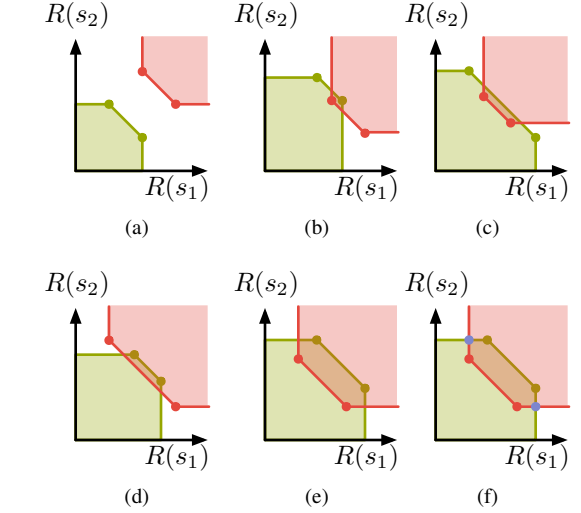 R(s₂) R(s₂) R(s₂)
R(s₁) R(s₁) R(s₁)
(a) (b) (c)
R(s₂) R(s₂) R(s₂)
R(s₁) R(s₁) R(s₁)
(d) (e) (f)